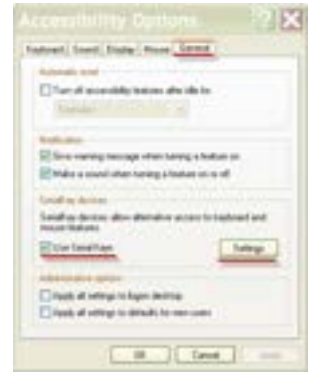 Accessibility Options
Keyboard Sound Display Mouse General
Automatic reset
Turn off accessibility features after idle for:
Notification
Give warning message when turning a feature on
Make a sound when turning a feature on or off
SerialKey devices
SerialKey devices allow alternative access to keyboard and
mouse features.
Use Serial Keys
Settings
Administrative options
Apply all settings to logon desktop
Apply all settings to defaults for new users
OK Cancel Apply